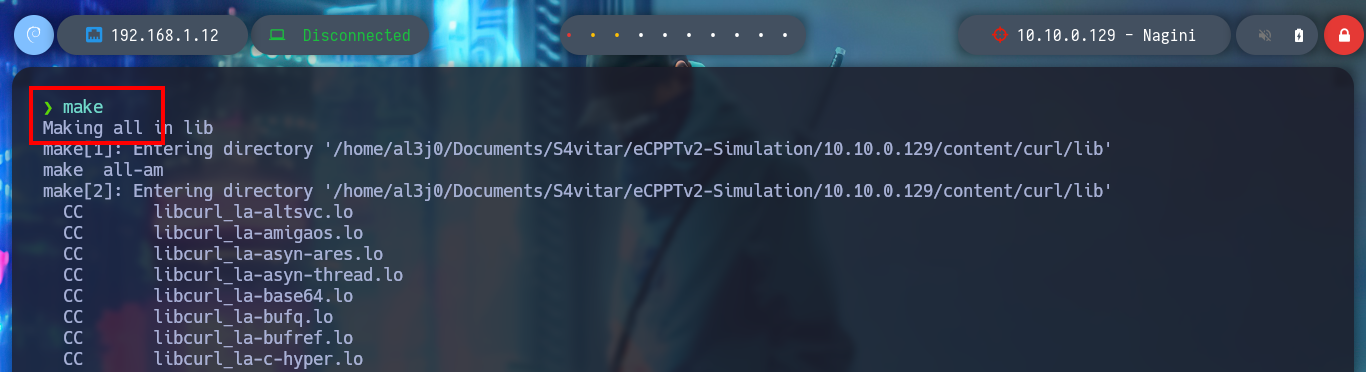 192.168.1.12
Disconnected
10.10.0.129 - Nagini
❯ make
Making all in lib
make[1]: Entering directory '/home/al3j0/Documents/S4vitar/eCPPTv2-Simulation/10.10.0.129/content/curl/lib'
make  all-am
make[2]: Entering directory '/home/al3j0/Documents/S4vitar/eCPPTv2-Simulation/10.10.0.129/content/curl/lib'
  CC       libcurl_la-altsvc.lo
  CC       libcurl_la-amigaos.lo
  CC       libcurl_la-asyn-ares.lo
  CC       libcurl_la-asyn-thread.lo
  CC       libcurl_la-base64.lo
  CC       libcurl_la-bufq.lo
  CC       libcurl_la-bufref.lo
  CC       libcurl_la-c-hyper.lo